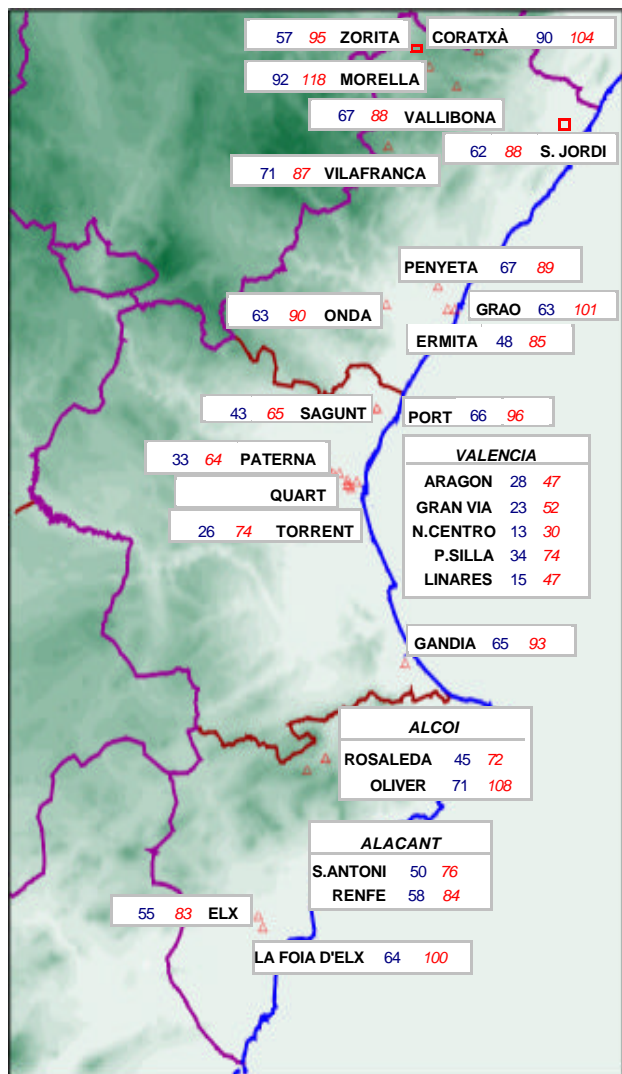 57 95 ZORITA
CORATXÀ 90 104
92 118 MORELLA
67 88 VALLIBONA
62 88 S. JORDI
71 87 VILAFRANCA
PENYETA 67 89
63 90 ONDA
GRAO 63 101
ERMITA 48 85
43 65 SAGUNT
PORT 66 96
33 64 PATERNA
QUART
26 74 TORRENT
VALENCIA
ARAGON 28 47
GRAN VIA 23 52
N.CENTRO 13 30
P.SILLA 34 74
LINARES 15 47
GANDIA 65 93
ALCOI
ROSALEDA 45 72
OLIVER 71 108
ALACANT
S.ANTONI 50 76
RENFE 58 84
55 83 ELX
LA FOIA D'ELX 64 100